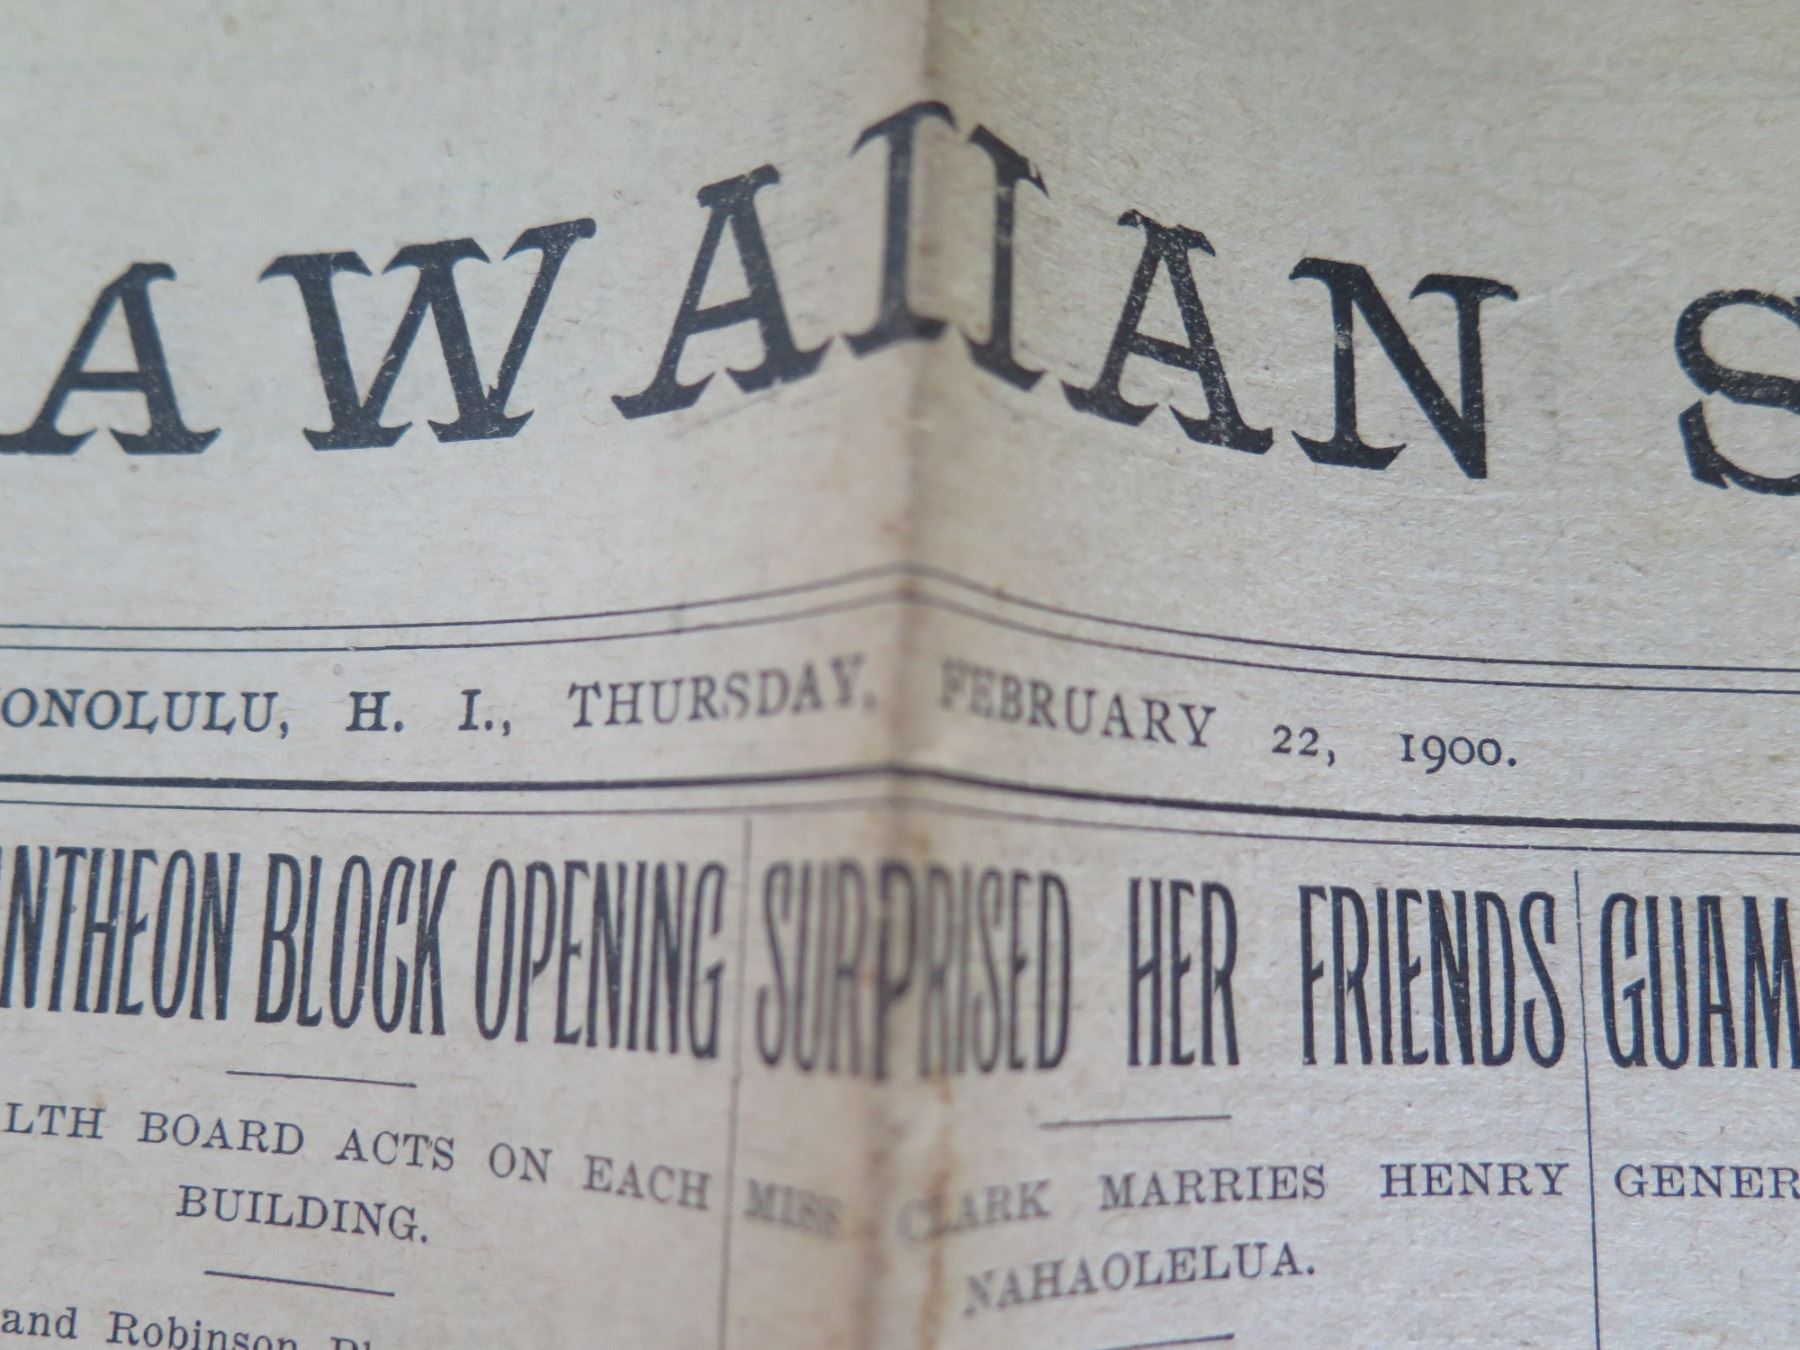 AWAIIAN S
ONOLULU, H. I., THURSDAY, FEBRUARY 22, 1900.
NTHEON BLOCK OPENING
LTH BOARD ACTS ON EACH
BUILDING.
and Robinson
SURPRISED HER FRIENDS
MISS CLARK MARRIES HENRY
NAHAOLELUA.
GUAM
GENER